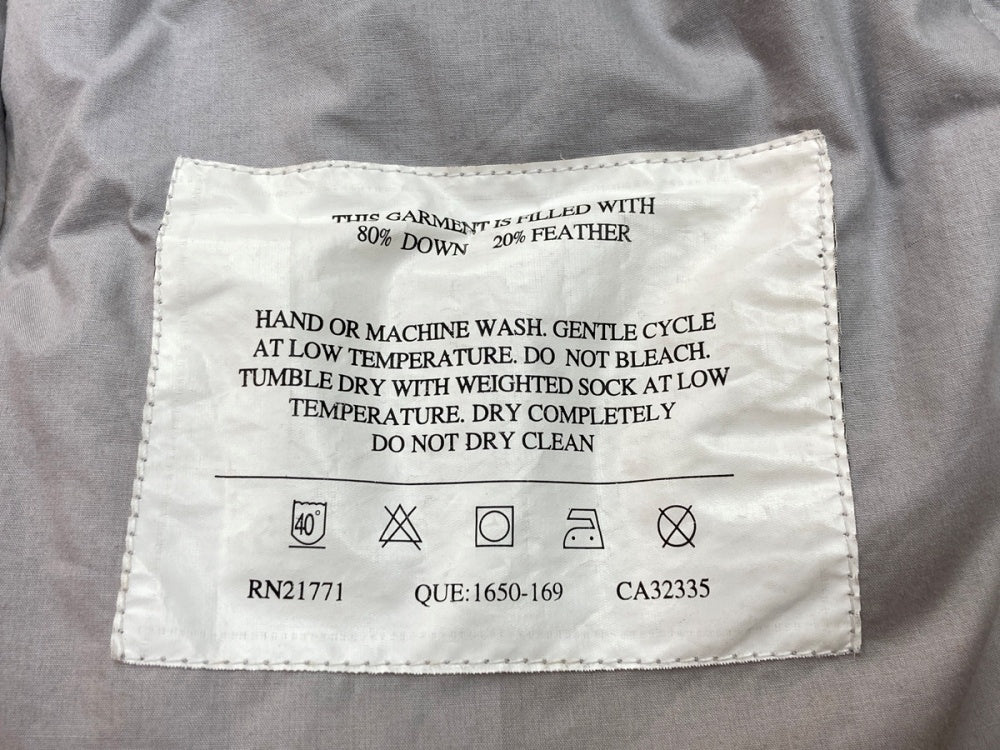 THIS GARMENT IS FILLED WITH
80% DOWN 20% FEATHER
HAND OR MACHINE WASH. GENTLE CYCLE
AT LOW TEMPERATURE. DO NOT BLEACH.
TUMBLE DRY WITH WEIGHTED SOCK AT LOW
TEMPERATURE. DRY COMPLETELY
DO NOT DRY CLEAN
40°
RN21771 QUE:1650-169 CA32335